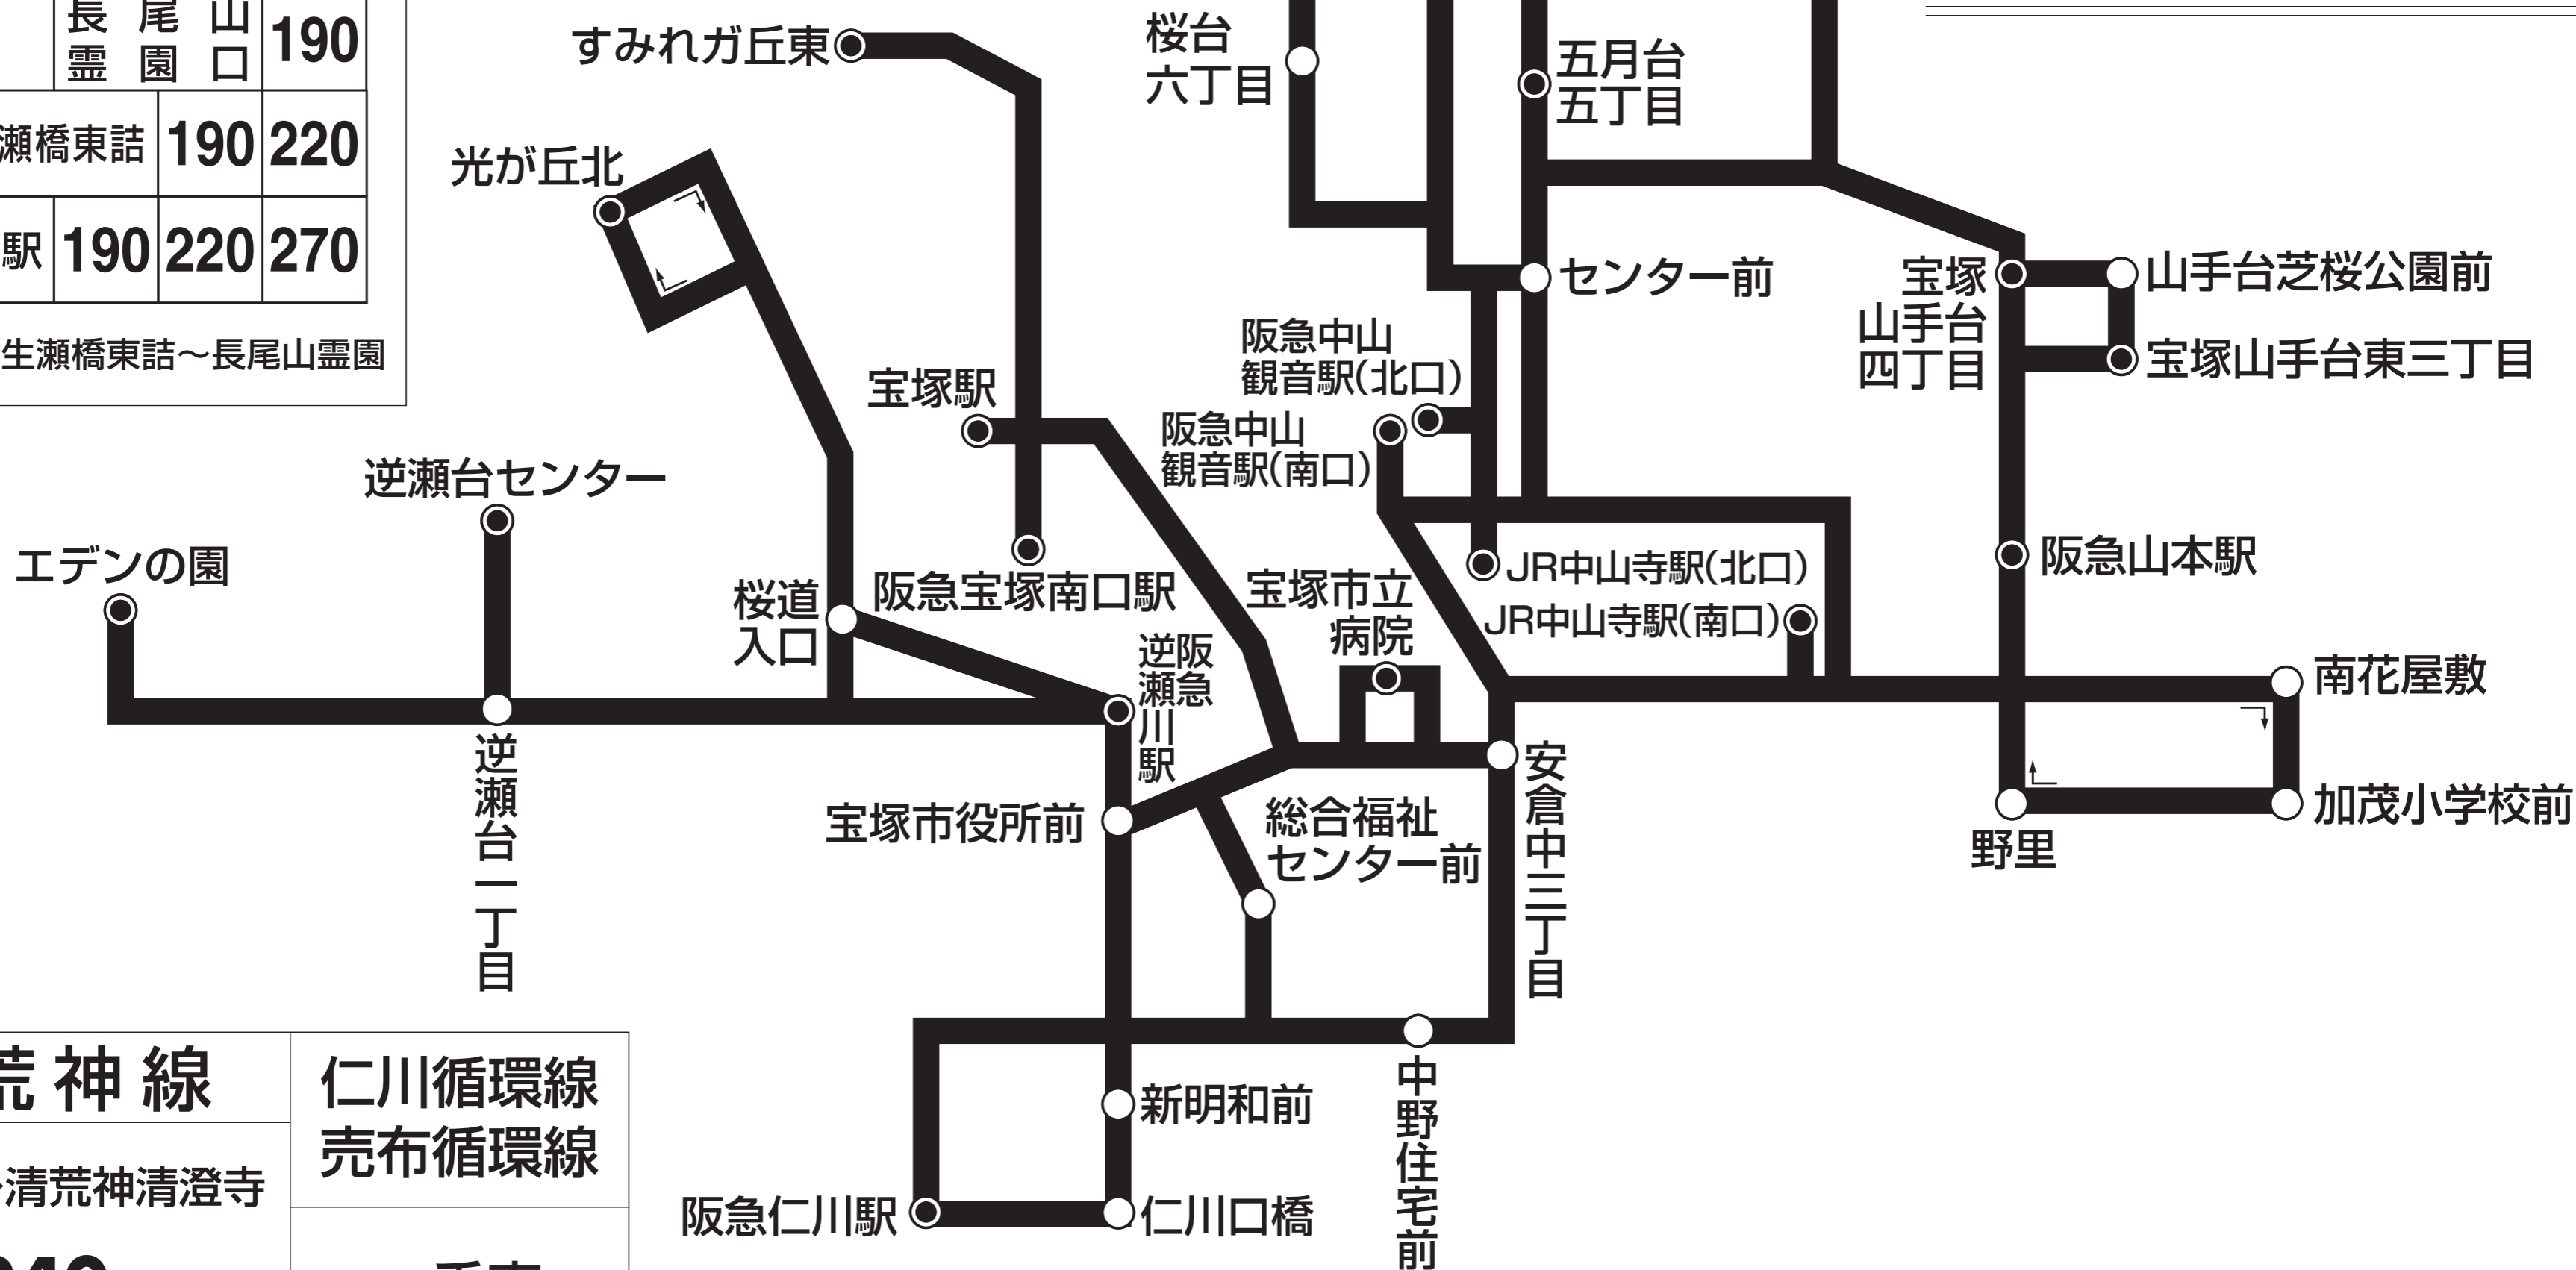 長尾山
霊園口
190
瀬橋東詰
190
220
駅
190
220
270
生瀬橋東詰～長尾山霊園
すみれガ丘東
光が丘北
桜台
六丁目
五月台
五丁目
センター前
宝塚
山手台
四丁目
山手台芝桜公園前
宝塚山手台東三丁目
阪急中山
観音駅(北口)
阪急中山
観音駅(南口)
宝塚駅
逆瀬台センター
エデンの園
桜道
入口
阪急宝塚南口駅
宝塚市立
病院
JR中山寺駅(北口)
JR中山寺駅(南口)
阪急山本駅
阪急
逆瀬川駅
南花屋敷
逆瀬台一丁目
宝塚市役所前
総合福祉
センター前
安倉中三丁目
加茂小学校前
野里
新明和前
中野住宅前
阪急仁川駅
仁川口橋
荒神線
清荒神清澄寺
仁川循環線
売布循環線